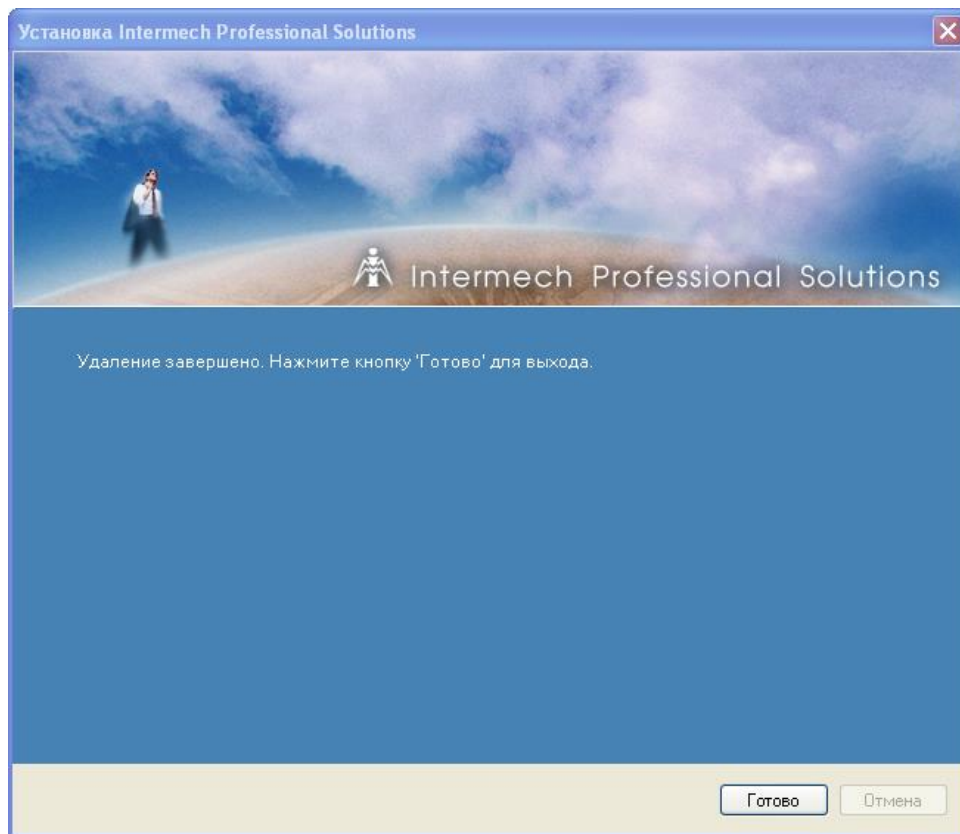 Установка Intermech Professional Solutions
Intermech Professional Solutions
Удаление завершено. Нажмите кнопку 'Готово' для выхода.
Готово
Отмена